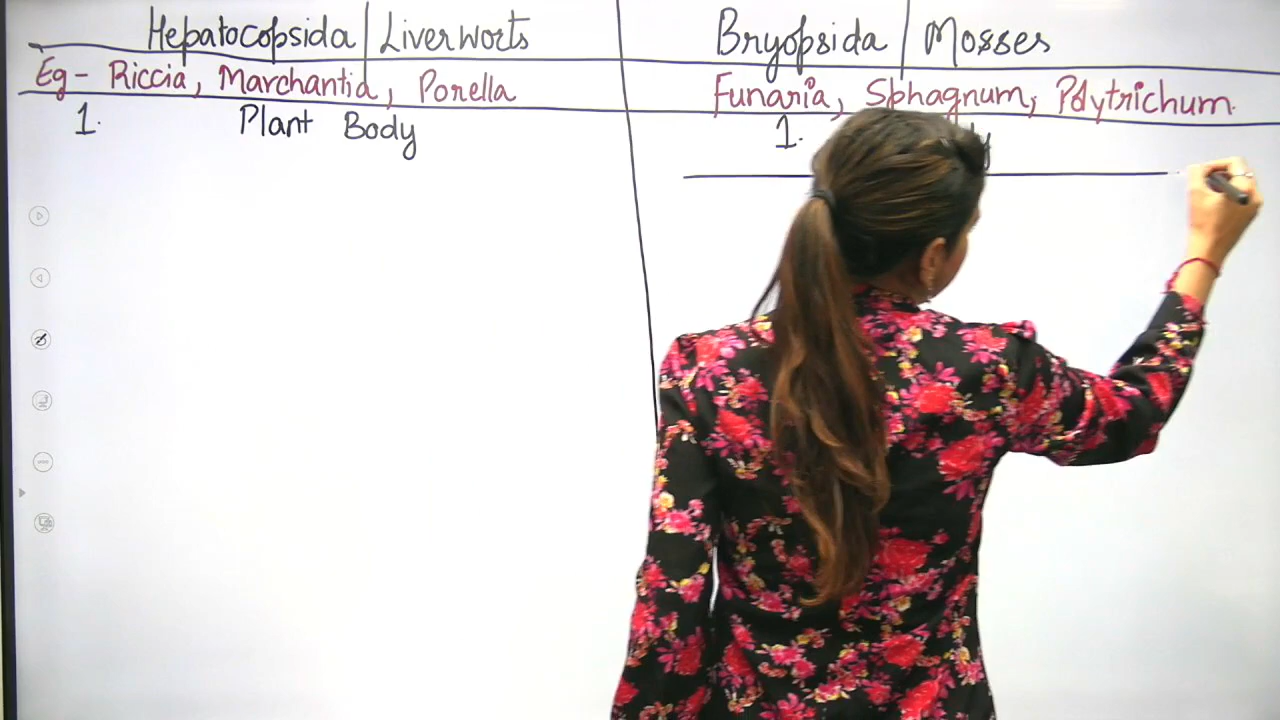 Hepatocopsida | Liverworts
Eg - Riccia, Marchantia, Porella
1. Plant Body
Bryopsida | Mosses
Funaria, Sphagnum, Polytrichum.
1.